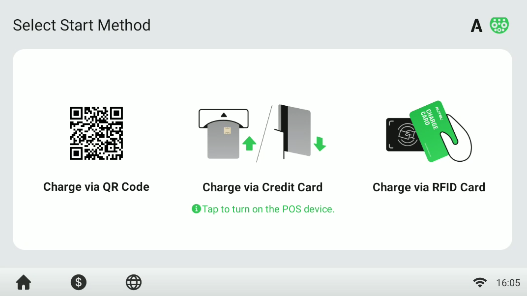 Select Start Method
A
Charge via QR Code
Charge via Credit Card
Charge via RFID Card
Tap to turn on the POS device.
16:05